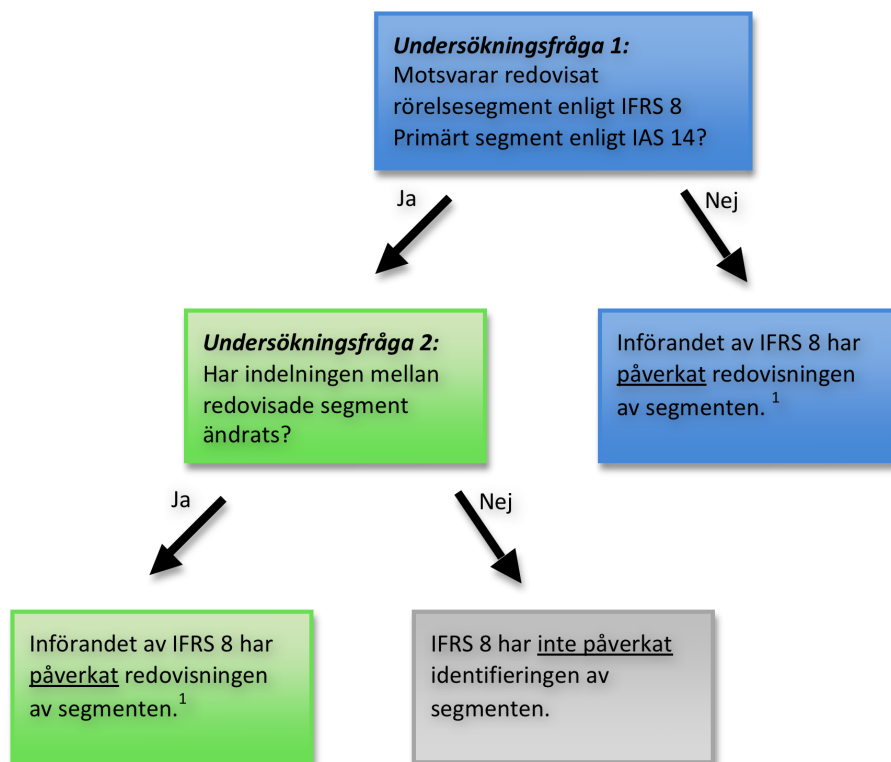 Undersökningsfråga 1:
Motsvarar redovisat
rörelsesegment enligt IFRS 8
Primärt segment enligt IAS 14?
Ja
Nej
Undersökningsfråga 2:
Har indelningen mellan
redovisade segment
ändrats?
Införandet av IFRS 8 har
påverkat redovisningen
av segmenten. 1
Ja
Nej
Införandet av IFRS 8 har
påverkat redovisningen
av segmenten.1
IFRS 8 har inte påverkat
identifieringen av
segmenten.